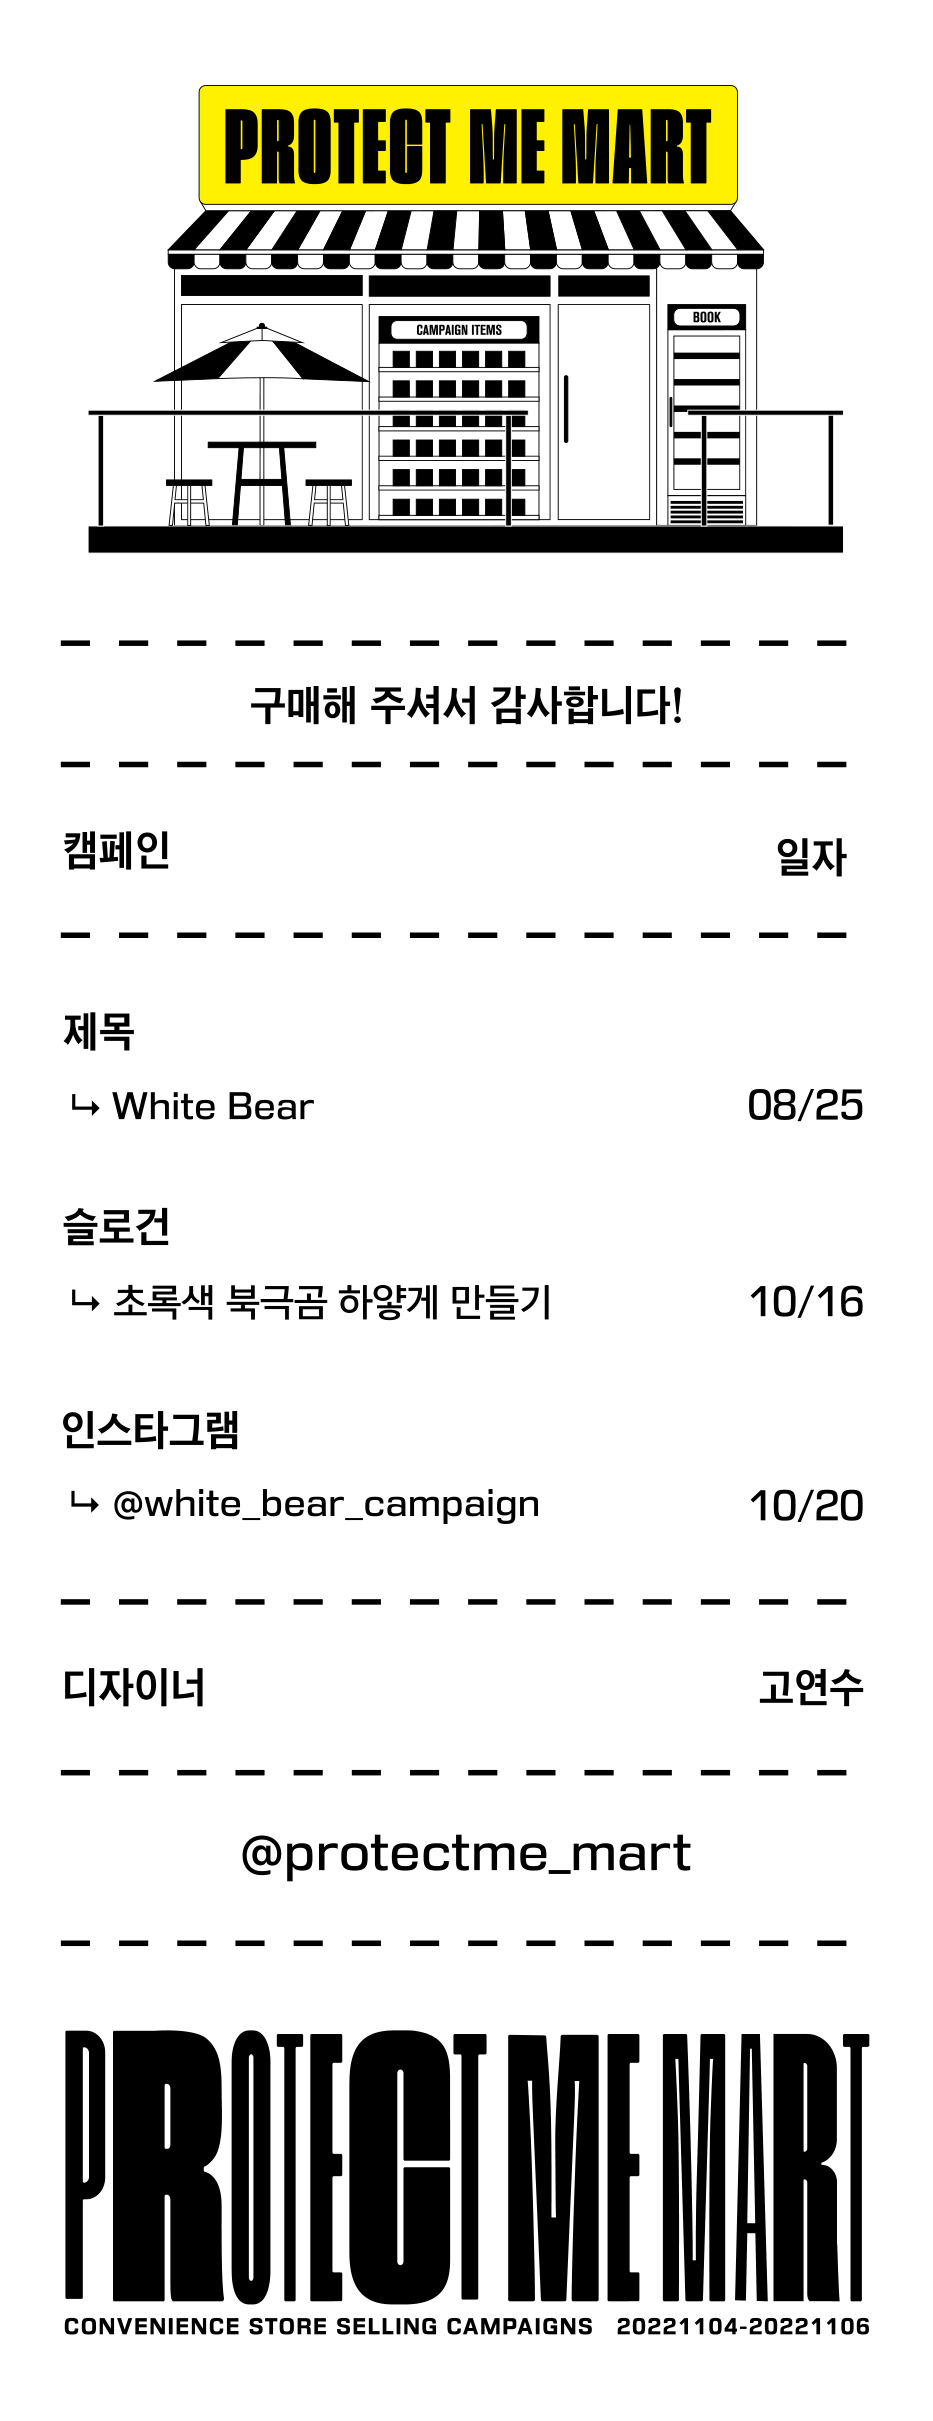 PROTECT ME MART
CAMPAIGN ITEMS
BOOK
구매해 주셔서 감사합니다!
캠페인 일자
제목
↳ White Bear 08/25
슬로건
↳ 초록색 북극곰 하얗게 만들기 10/16
인스타그램
↳ @white_bear_campaign 10/20
디자이너 고연수
@protectme_mart
PROTECT ME MART
CONVENIENCE STORE SELLING CAMPAIGNS 20221104-20221106